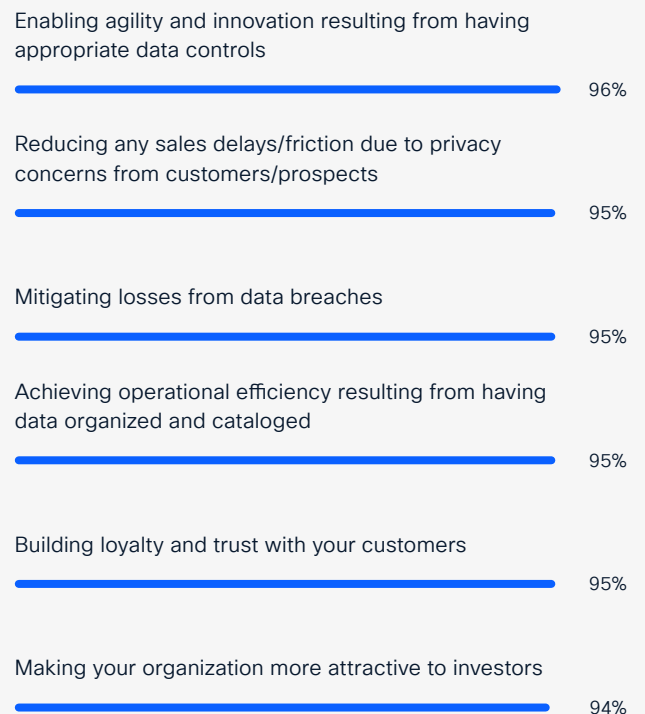 Enabling agility and innovation resulting from having
appropriate data controls
96%
Reducing any sales delays/friction due to privacy
concerns from customers/prospects
95%
Mitigating losses from data breaches
95%
Achieving operational efficiency resulting from having
data organized and cataloged
95%
Building loyalty and trust with your customers
95%
Making your organization more attractive to investors
94%